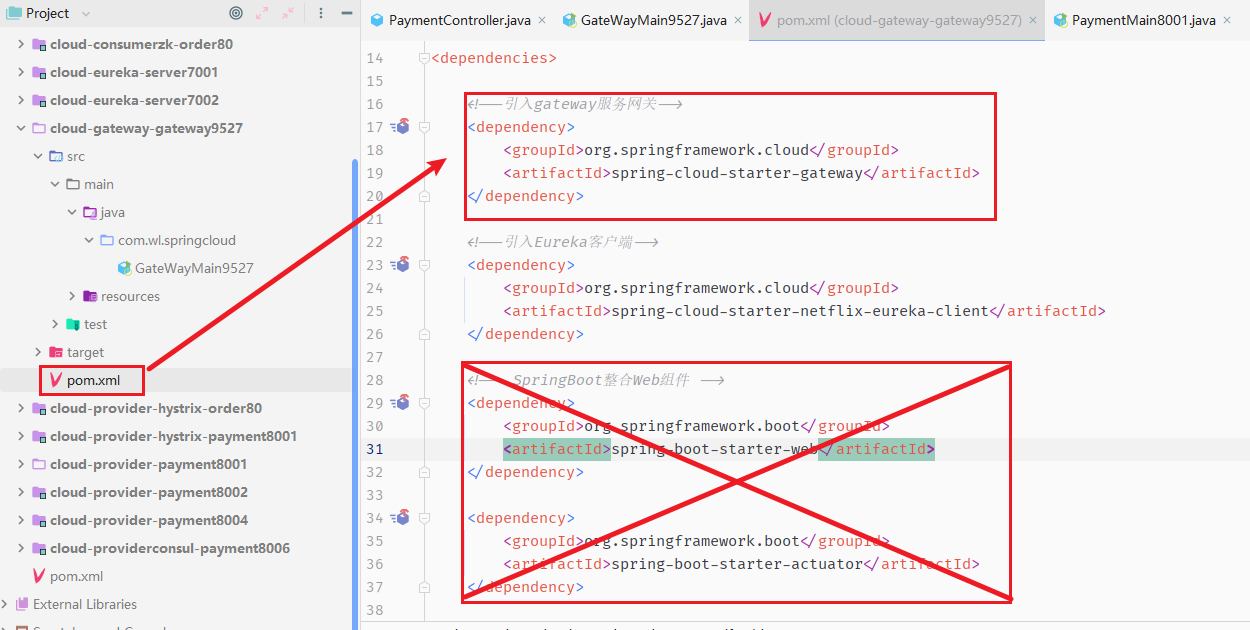 Project
PaymentController.java
GateWayMain9527.java
pom.xml (cloud-gateway-gateway9527)
PaymentMain8001.java
cloud-consumerzk-order80
cloud-eureka-server7001
cloud-eureka-server7002
cloud-gateway-gateway9527
src
main
java
com.wl.springcloud
GateWayMain9527
resources
test
target
pom.xml
cloud-provider-hystrix-order80
cloud-provider-hystrix-payment8001
cloud-provider-payment8001
cloud-provider-payment8002
cloud-provider-payment8004
cloud-providerconsul-payment8006
pom.xml
External Libraries
14 <dependencies>
15
16 <!--引入gateway服务网关-->
17 <dependency>
18 <groupId>org.springframework.cloud</groupId>
19 <artifactId>spring-cloud-starter-gateway</artifactId>
20 </dependency>
21
22 <!--引入Eureka客户端-->
23 <dependency>
24 <groupId>org.springframework.cloud</groupId>
25 <artifactId>spring-cloud-starter-netflix-eureka-client</artifactId>
26 </dependency>
27
28 <!-- SpringBoot整合Web组件 -->
29 <dependency>
30 <groupId>org.springframework.boot</groupId>
31 <artifactId>spring-boot-starter-web</artifactId>
32 </dependency>
33
34 <dependency>
35 <groupId>org.springframework.boot</groupId>
36 <artifactId>spring-boot-starter-actuator</artifactId>
37 </dependency>
38